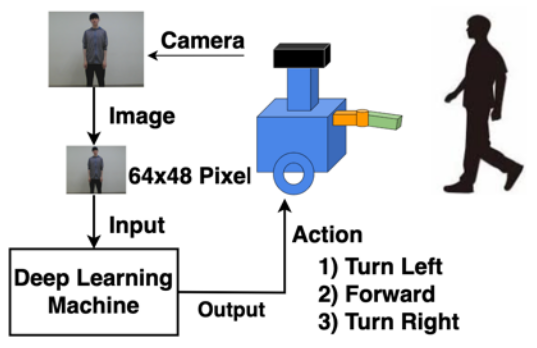 Camera
Image
64x48 Pixel
Input
Deep Learning
Machine
Output
Action
1) Turn Left
2) Forward
3) Turn Right